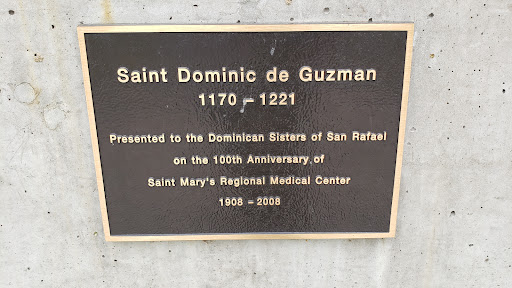 Saint Dominic de Guzman
1170 – 1221
Presented to the Dominican Sisters of San Rafael
on the 100th Anniversary of
Saint Mary's Regional Medical Center
1908 – 2008